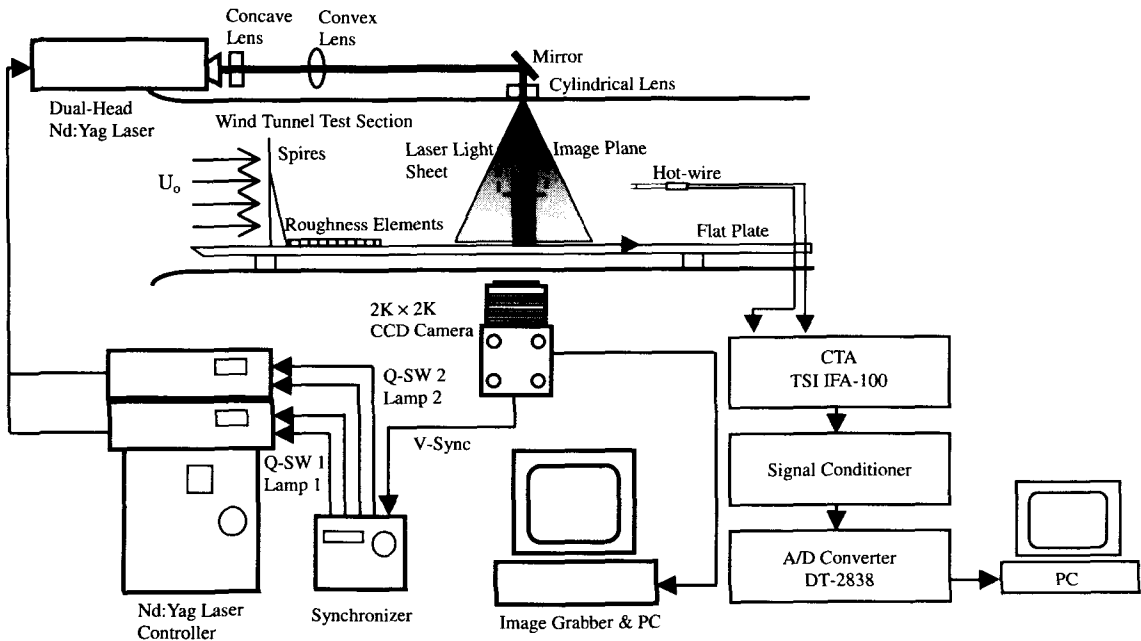 Concave
Lens
Convex
Lens
Mirror
Cylindrical Lens
Dual-Head
Nd:Yag Laser
Wind Tunnel Test Section
Spires
Laser Light
Sheet
Image Plane
Hot-wire
Uo
Roughness Elements
Flat Plate
2K × 2K
CCD Camera
CTA
TSI IFA-100
Q-SW 2
Lamp 2
V-Sync
Q-SW 1
Lamp 1
Signal Conditioner
A/D Converter
DT-2838
PC
Nd:Yag Laser
Controller
Synchronizer
Image Grabber & PC